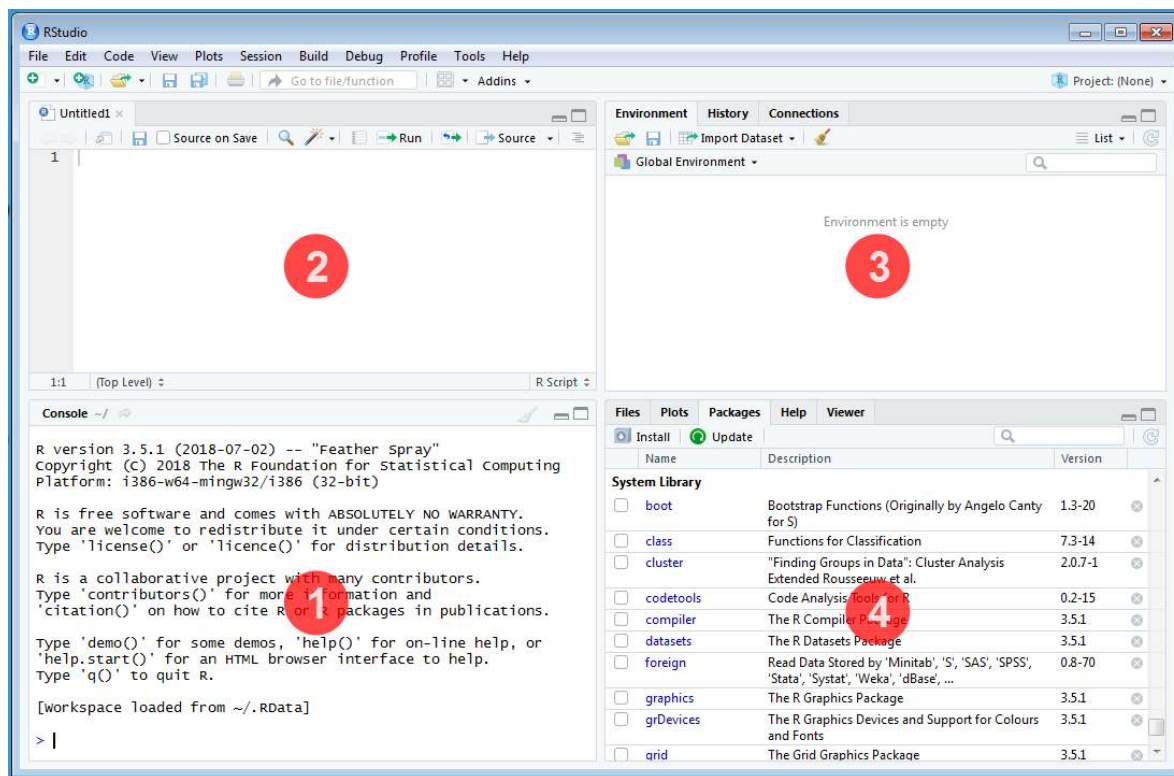 RStudio
File Edit Code View Plots Session Build Debug Profile Tools Help
Go to file/function Addins Project: (None)
Untitled1
Source on Save Run Source
1
2
1:1 (Top Level) R Script
Console ~/
R version 3.5.1 (2018-07-02) -- "Feather Spray"
Copyright (C) 2018 The R Foundation for Statistical Computing
Platform: i386-w64-mingw32/i386 (32-bit)
R is free software and comes with ABSOLUTELY NO WARRANTY.
You are welcome to redistribute it under certain conditions.
Type 'license()' or 'licence()' for distribution details.
R is a collaborative project with many contributors.
Type 'contributors()' for more information and
'citation()' on how to cite R or R packages in publications.
1
Type 'demo()' for some demos, 'help()' for on-line help, or
'help.start()' for an HTML browser interface to help.
Type 'q()' to quit R.
[Workspace loaded from ~/.RData]
>
Environment History Connections
Import Dataset List
Global Environment
Environment is empty
3
Files Plots Packages Help Viewer
Install Update
Name Description Version
System Library
boot Bootstrap Functions (Originally by Angelo Canty 1.3-20
for S)
class Functions for Classification 7.3-14
cluster "Finding Groups in Data": Cluster Analysis 2.0.7-1
Extended Rousseeuw et al.
codetools Code Analysis Tools for R 0.2-15
4
compiler The R Compiler Package 3.5.1
datasets The R Datasets Package 3.5.1
foreign Read Data Stored by 'Minitab', 'S', 'SAS', 'SPSS', 0.8-70
'Stata', 'Systat', 'Weka', 'dBase', ...
graphics The R Graphics Package 3.5.1
grDevices The R Graphics Devices and Support for Colours 3.5.1
and Fonts
grid The Grid Graphics Package 3.5.1